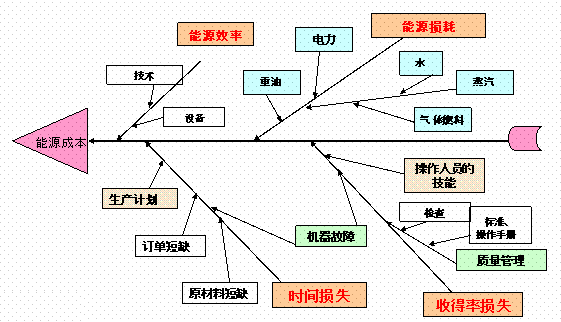 能源效率
能源损耗
电力
水
技术
重油
蒸汽
设备
气体燃料
能源成本
操作人员的
技能
生产计划
检查
标准、
操作手册
订单短缺
机器故障
质量管理
原材料短缺
时间损失
收得率损失